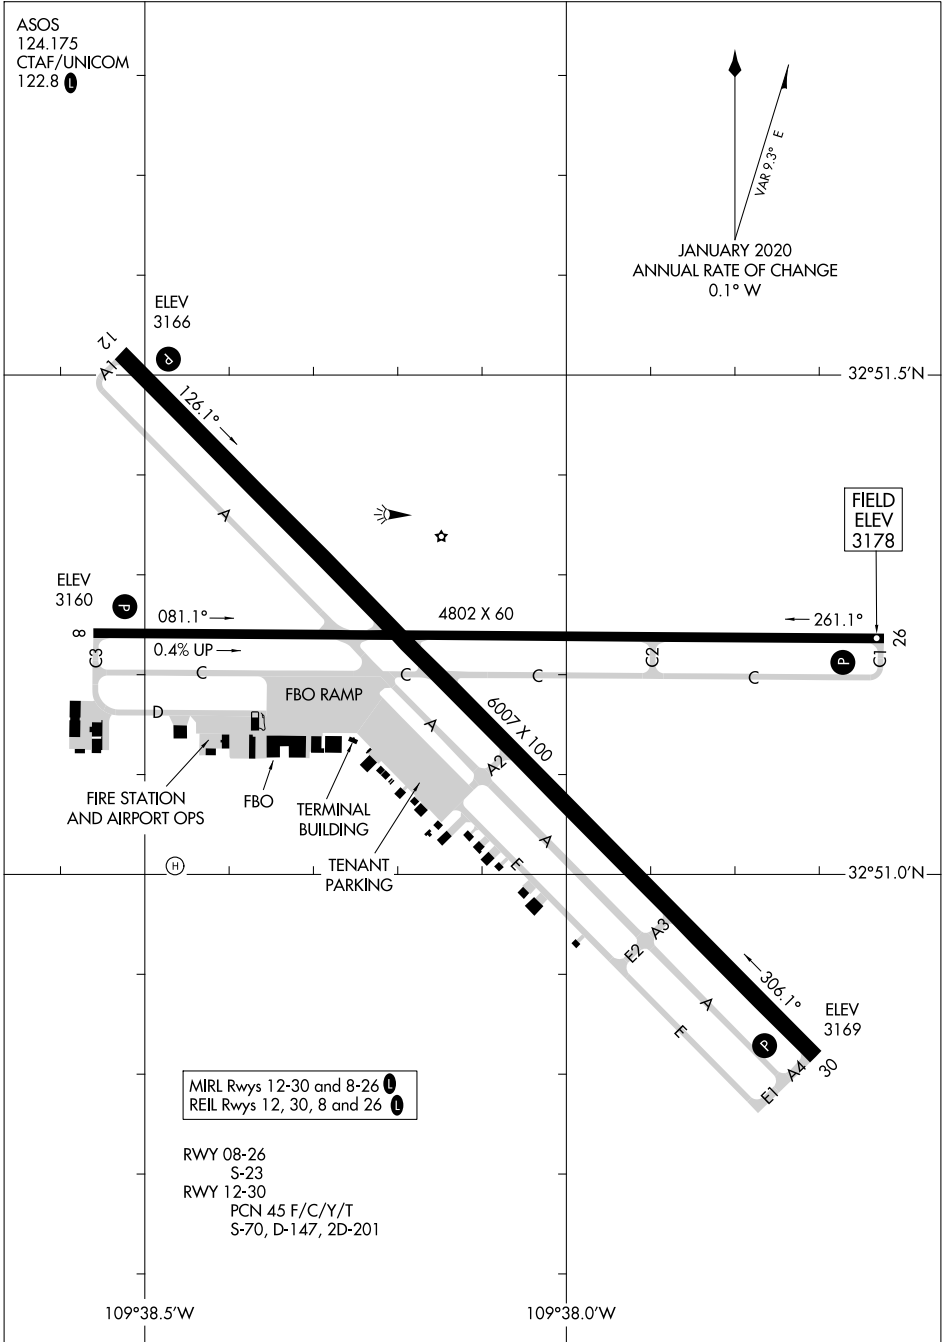 ASOS
124.175
CTAF/UNICOM
122.8 L
VAR 9.3° E
JANUARY 2020
ANNUAL RATE OF CHANGE
0.1° W
ELEV
3166
12
P
A1
32°51.5'N
126.1°
A
FIELD
ELEV
3178
ELEV
3160
P
081.1°
4802 X 60
261.1°
8
26
0.4% UP
C3
C
C
C
C2
C
P
C1
FBO RAMP
D
A
6007 X 100
A2
FIRE STATION
AND AIRPORT OPS
FBO
TERMINAL
BUILDING
TENANT
PARKING
H
E
A
32°51.0'N
A3
E2
306.1°
A
E
ELEV
3169
P
A4
30
E1
MIRL Rwys 12-30 and 8-26 L
REIL Rwys 12, 30, 8 and 26 L
RWY 08-26
S-23
RWY 12-30
PCN 45 F/C/Y/T
S-70, D-147, 2D-201
109°38.5'W
109°38.0'W